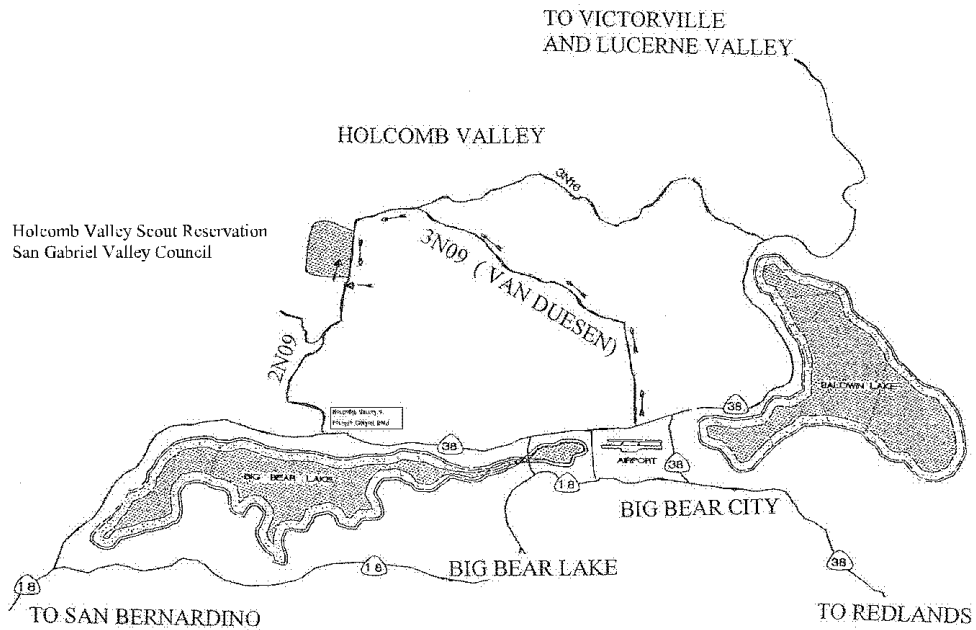 TO VICTORVILLE
AND LUCERNE VALLEY
HOLCOMB VALLEY
3N16
Holcomb Valley Scout Reservation
San Gabriel Valley Council
3N09 ( VAN DUESEN)
2N09
BALDWIN LAKE
38
38
AIRPORT
38
18
BIG BEAR LAKE
BIG BEAR CITY
BIG BEAR LAKE
18
38
18
TO SAN BERNARDINO
TO REDLANDS